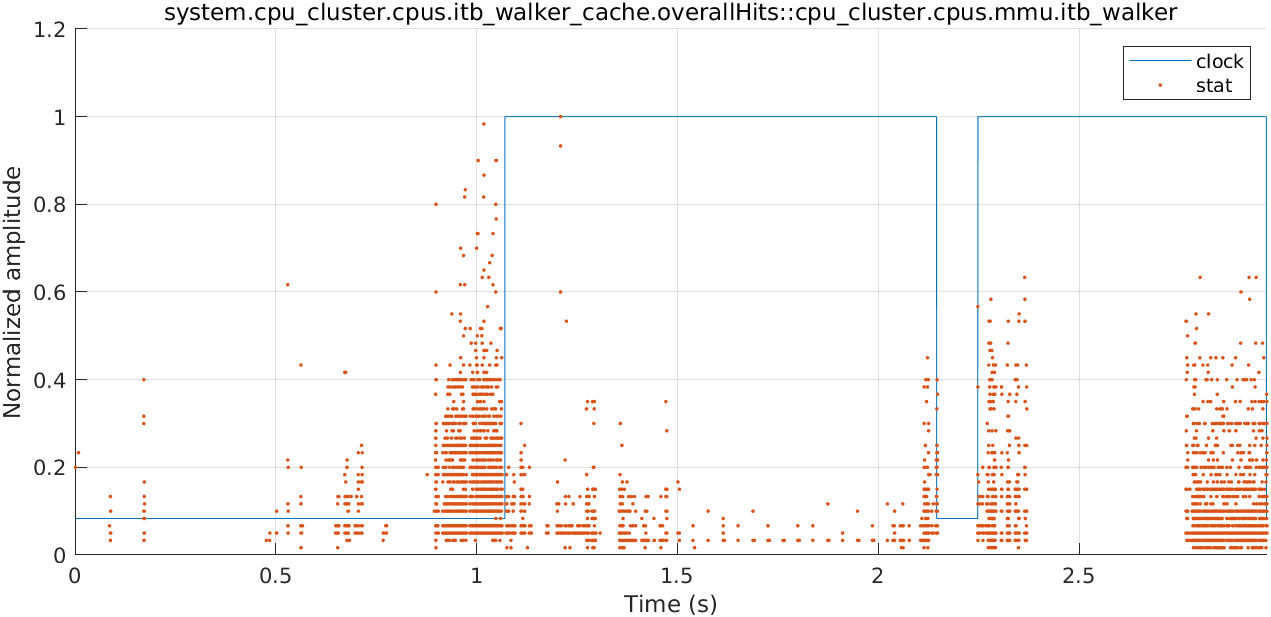 system.cpu_cluster.cpus.itb_walker_cache.overallHits::cpu_cluster.cpus.mmu.itb_walker
1.2
1
0.8
0.6
0.4
0.2
0
Normalized amplitude
clock
stat
0 0.5 1 1.5 2 2.5
Time (s)